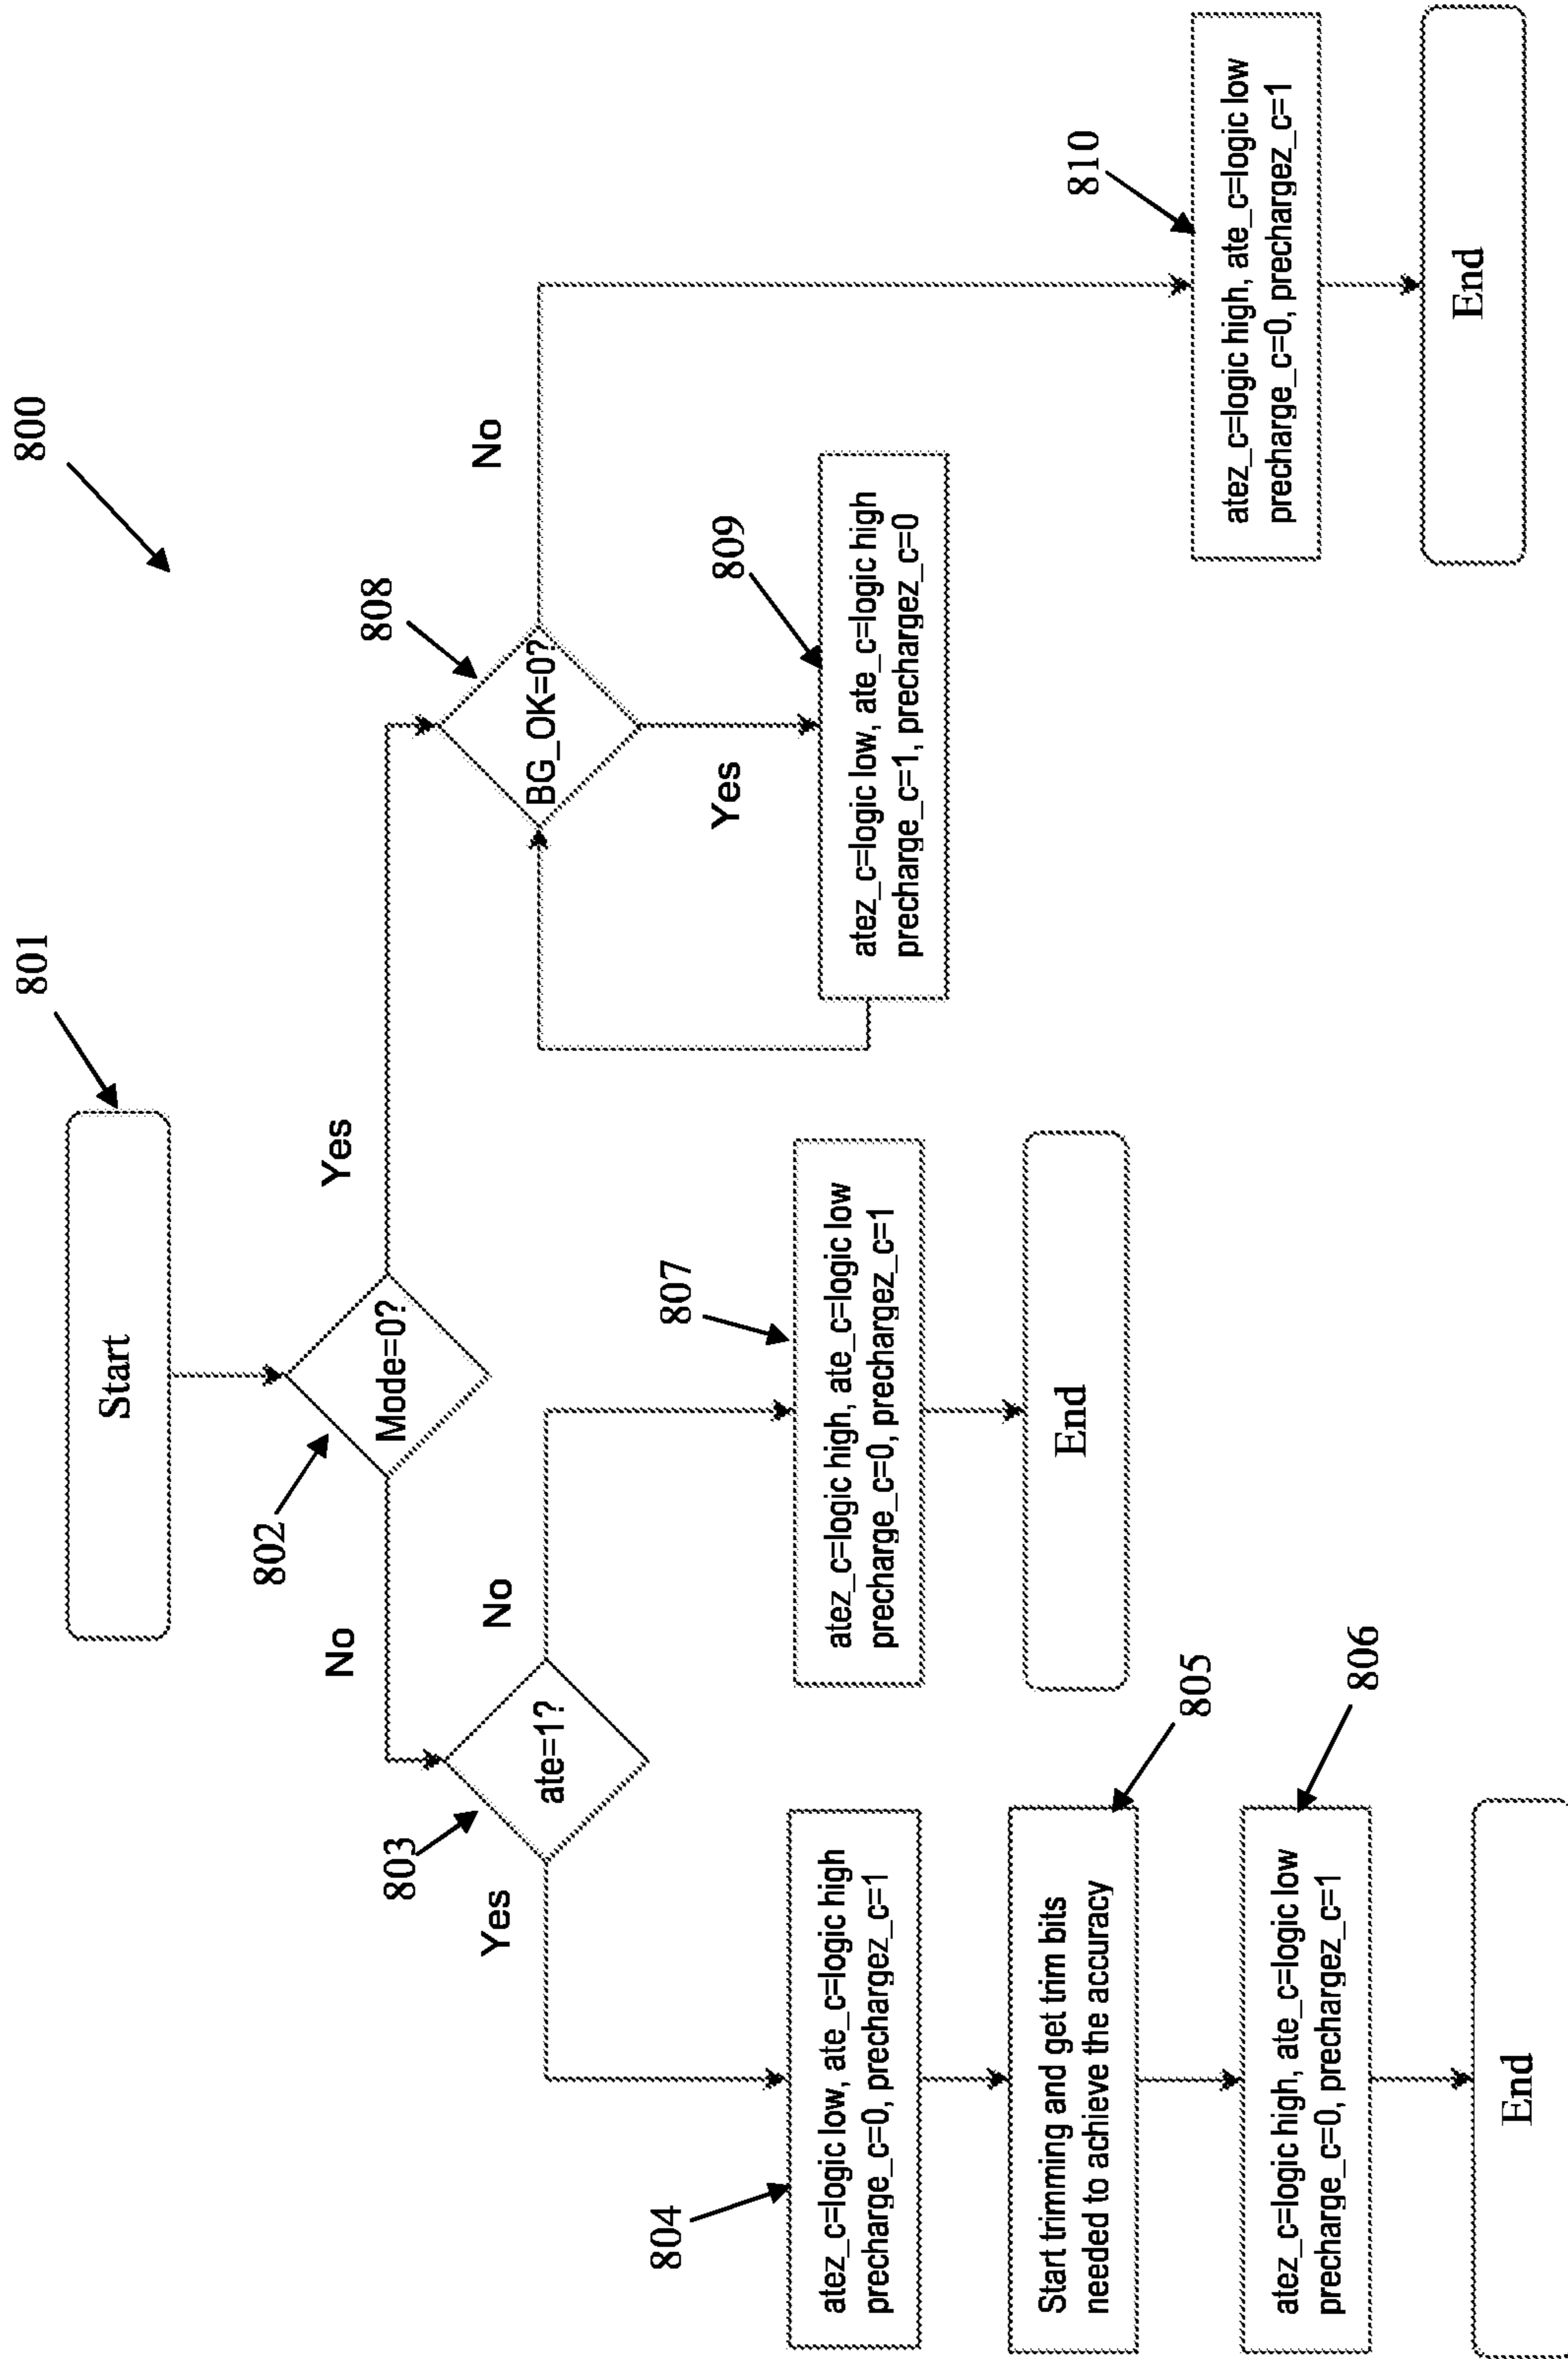 800
801
Start
802
Mode=0?
No
Yes
803
ate=1?
Yes
No
808
BG_OK=0?
Yes
No
804
atez_c=logic low, ate_c=logic high
precharge_c=0, prechargez_c=1
805
Start trimming and get trim bits
needed to achieve the accuracy
806
atez_c=logic high, ate_c=logic low
precharge_c=0, prechargez_c=1
End
807
atez_c=logic high, ate_c=logic low
precharge_c=0, prechargez_c=1
End
809
atez_c=logic low, ate_c=logic high
precharge_c=1, prechargez_c=0
810
atez_c=logic high, ate_c=logic low
precharge_c=0, prechargez_c=1
End